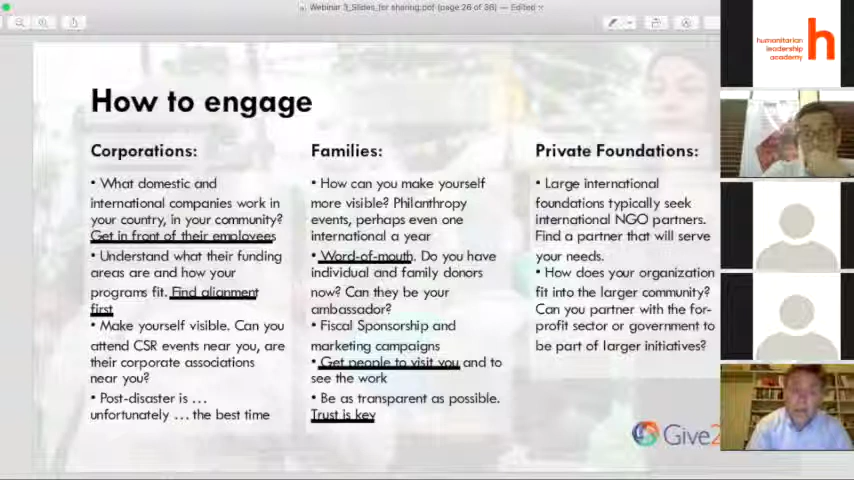 Webinar 3_Slides_for sharing.pdf (page 26 of 36) — Edited
humanitarian
leadership
academy
h
How to engage
Corporations:
• What domestic and
international companies work in
your country, in your community?
Get in front of their employees
• Understand what their funding
areas are and how your
programs fit. Find alignment
first
• Make yourself visible. Can you
attend CSR events near you, are
their corporate associations
near you?
• Post-disaster is …
unfortunately … the best time
Families:
• How can you make yourself
more visible? Philanthropy
events, perhaps even one
international a year
• Word-of-mouth. Do you have
individual and family donors
now? Can they be your
ambassador?
• Fiscal Sponsorship and
marketing campaigns
• Get people to visit you and to
see the work
• Be as transparent as possible.
Trust is key
Private Foundations:
• Large international
foundations typically seek
international NGO partners.
Find a partner that will serve
your needs.
• How does your organization
fit into the larger community?
Can you partner with the for-
profit sector or government to
be part of larger initiatives?
Give2